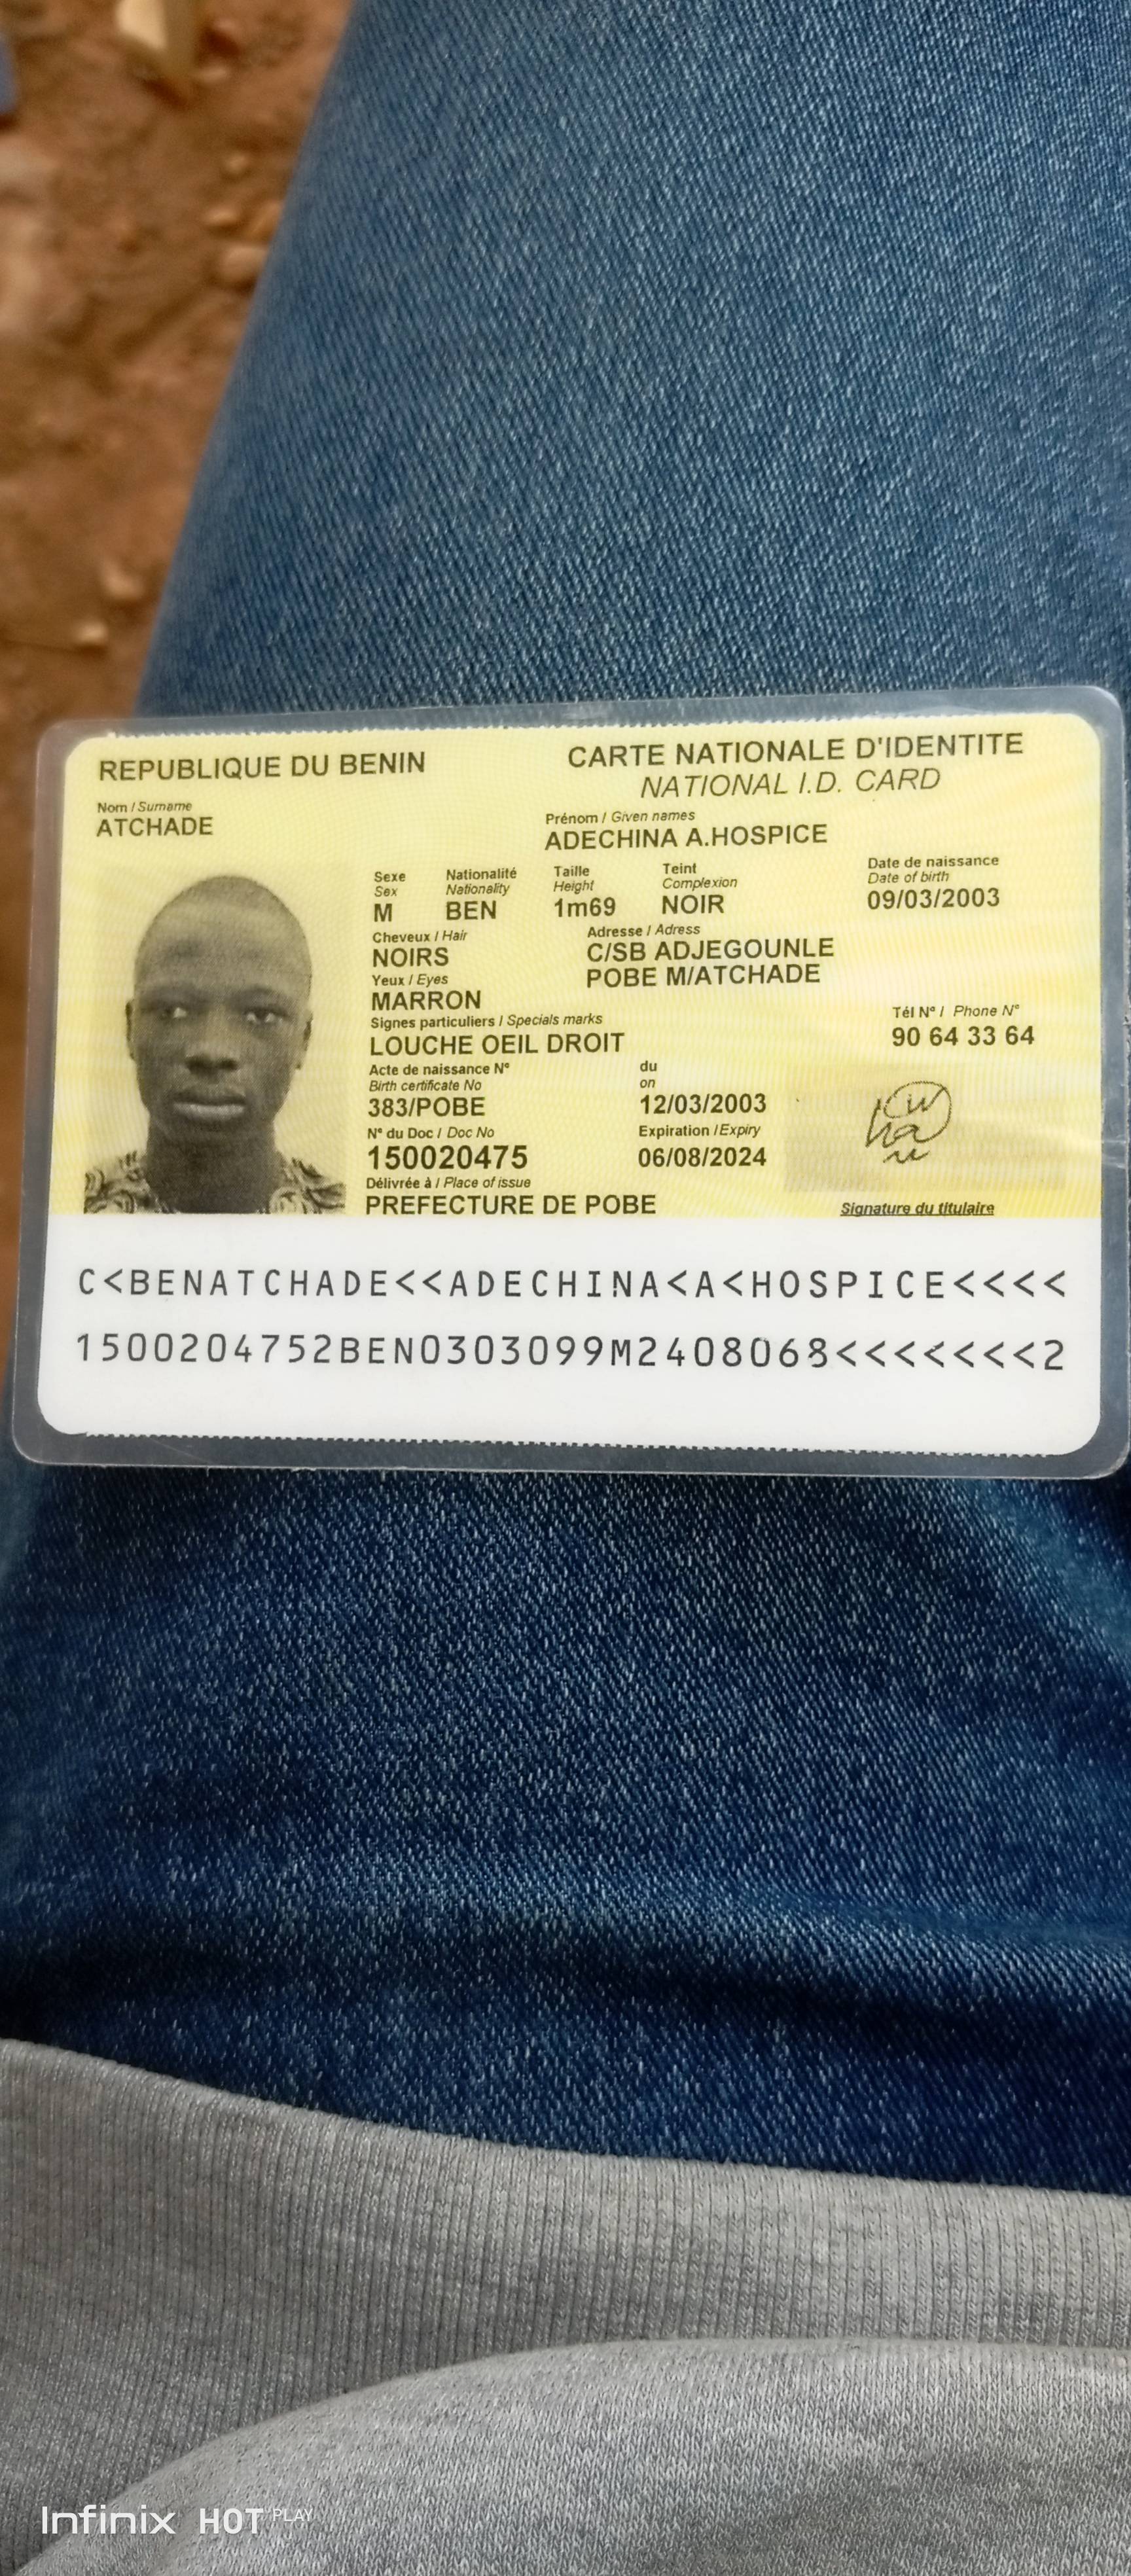 REPUBLIQUE DU BENIN
CARTE NATIONALE D'IDENTITE
NATIONAL I.D. CARD
Nom / Surname
ATCHADE
Prénom / Given names
ADECHINA A.HOSPICE
Sexe Nationalité Taille Teint Date de naissance
Sex Nationality Height Complexion Date of birth
M BEN 1m69 NOIR 09/03/2003
Cheveux / Hair Adresse / Adress
NOIRS C/SB ADJEGOUNLE
Yeux / Eyes POBE M/ATCHADE
MARRON
Signes particuliers / Specials marks Tél N° / Phone N°
LOUCHE OEIL DROIT 90 64 33 64
Acte de naissance N° du
Birth certificate No on
383/POBE 12/03/2003
N° du Doc / Doc No Expiration / Expiry
150020475 06/08/2024
Délivrée à / Place of issue
PREFECTURE DE POBE Signature du titulaire
C<BENATCHADE<<ADECHINA<A<HOSPICE<<<<
1500204752BEN0303099M2408068<<<<<<<2
Infinix HOT PLAY